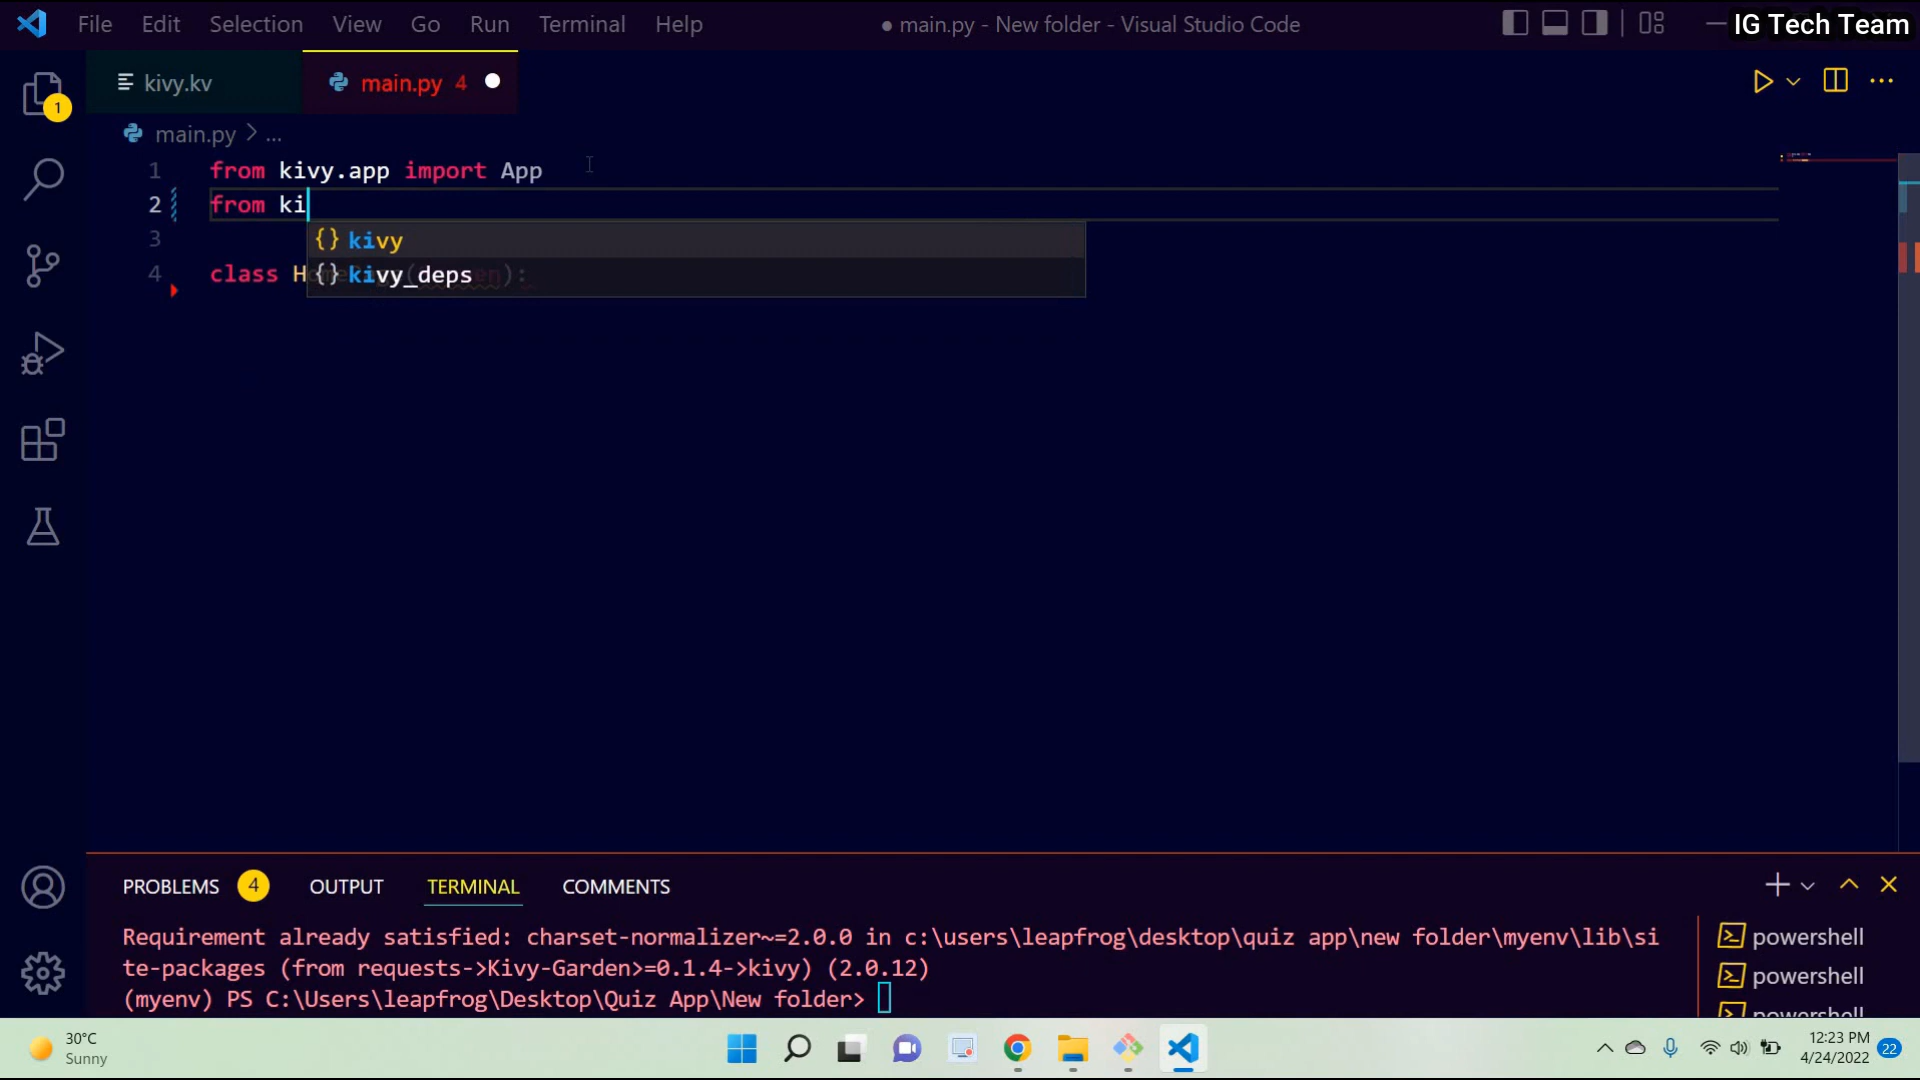 File Edit Selection View Go Run Terminal Help
● main.py - New folder - Visual Studio Code
IG Tech Team
kivy.kv
main.py 4
1
main.py > ...
1 from kivy.app import App
2 from ki
3
{} kivy
4 class H
{} kivy_deps
):
PROBLEMS 4 OUTPUT TERMINAL COMMENTS
Requirement already satisfied: charset-normalizer~=2.0.0 in c:\users\leapfrog\desktop\quiz app\new folder\myenv\lib\si
te-packages (from requests->Kivy-Garden>=0.1.4->kivy) (2.0.12)
(myenv) PS C:\Users\leapfrog\Desktop\Quiz App\New folder>
powershell
powershell
powershell
30°C
Sunny
12:23 PM
4/24/2022
22